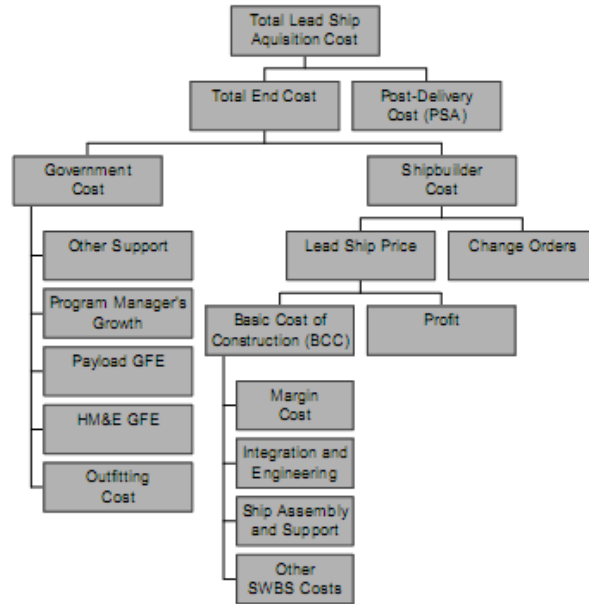 Total Lead Ship
Aquisition Cost
Total End Cost
Post-Delivery
Cost (PSA)
Government
Cost
Shipbuilder
Cost
Other Support
Program Manager's
Growth
Payload GFE
HM&E GFE
Outfitting
Cost
Lead Ship Price
Change Orders
Basic Cost of
Construction (BCC)
Profit
Margin
Cost
Integration and
Engineering
Ship Assembly
and Support
Other
SWBS Costs